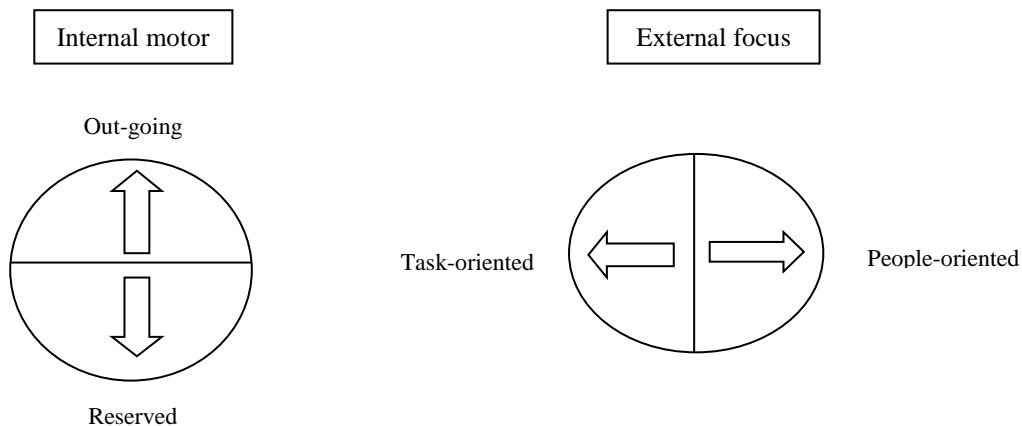 Internal motor
External focus
Out-going
Task-oriented
People-oriented
Reserved